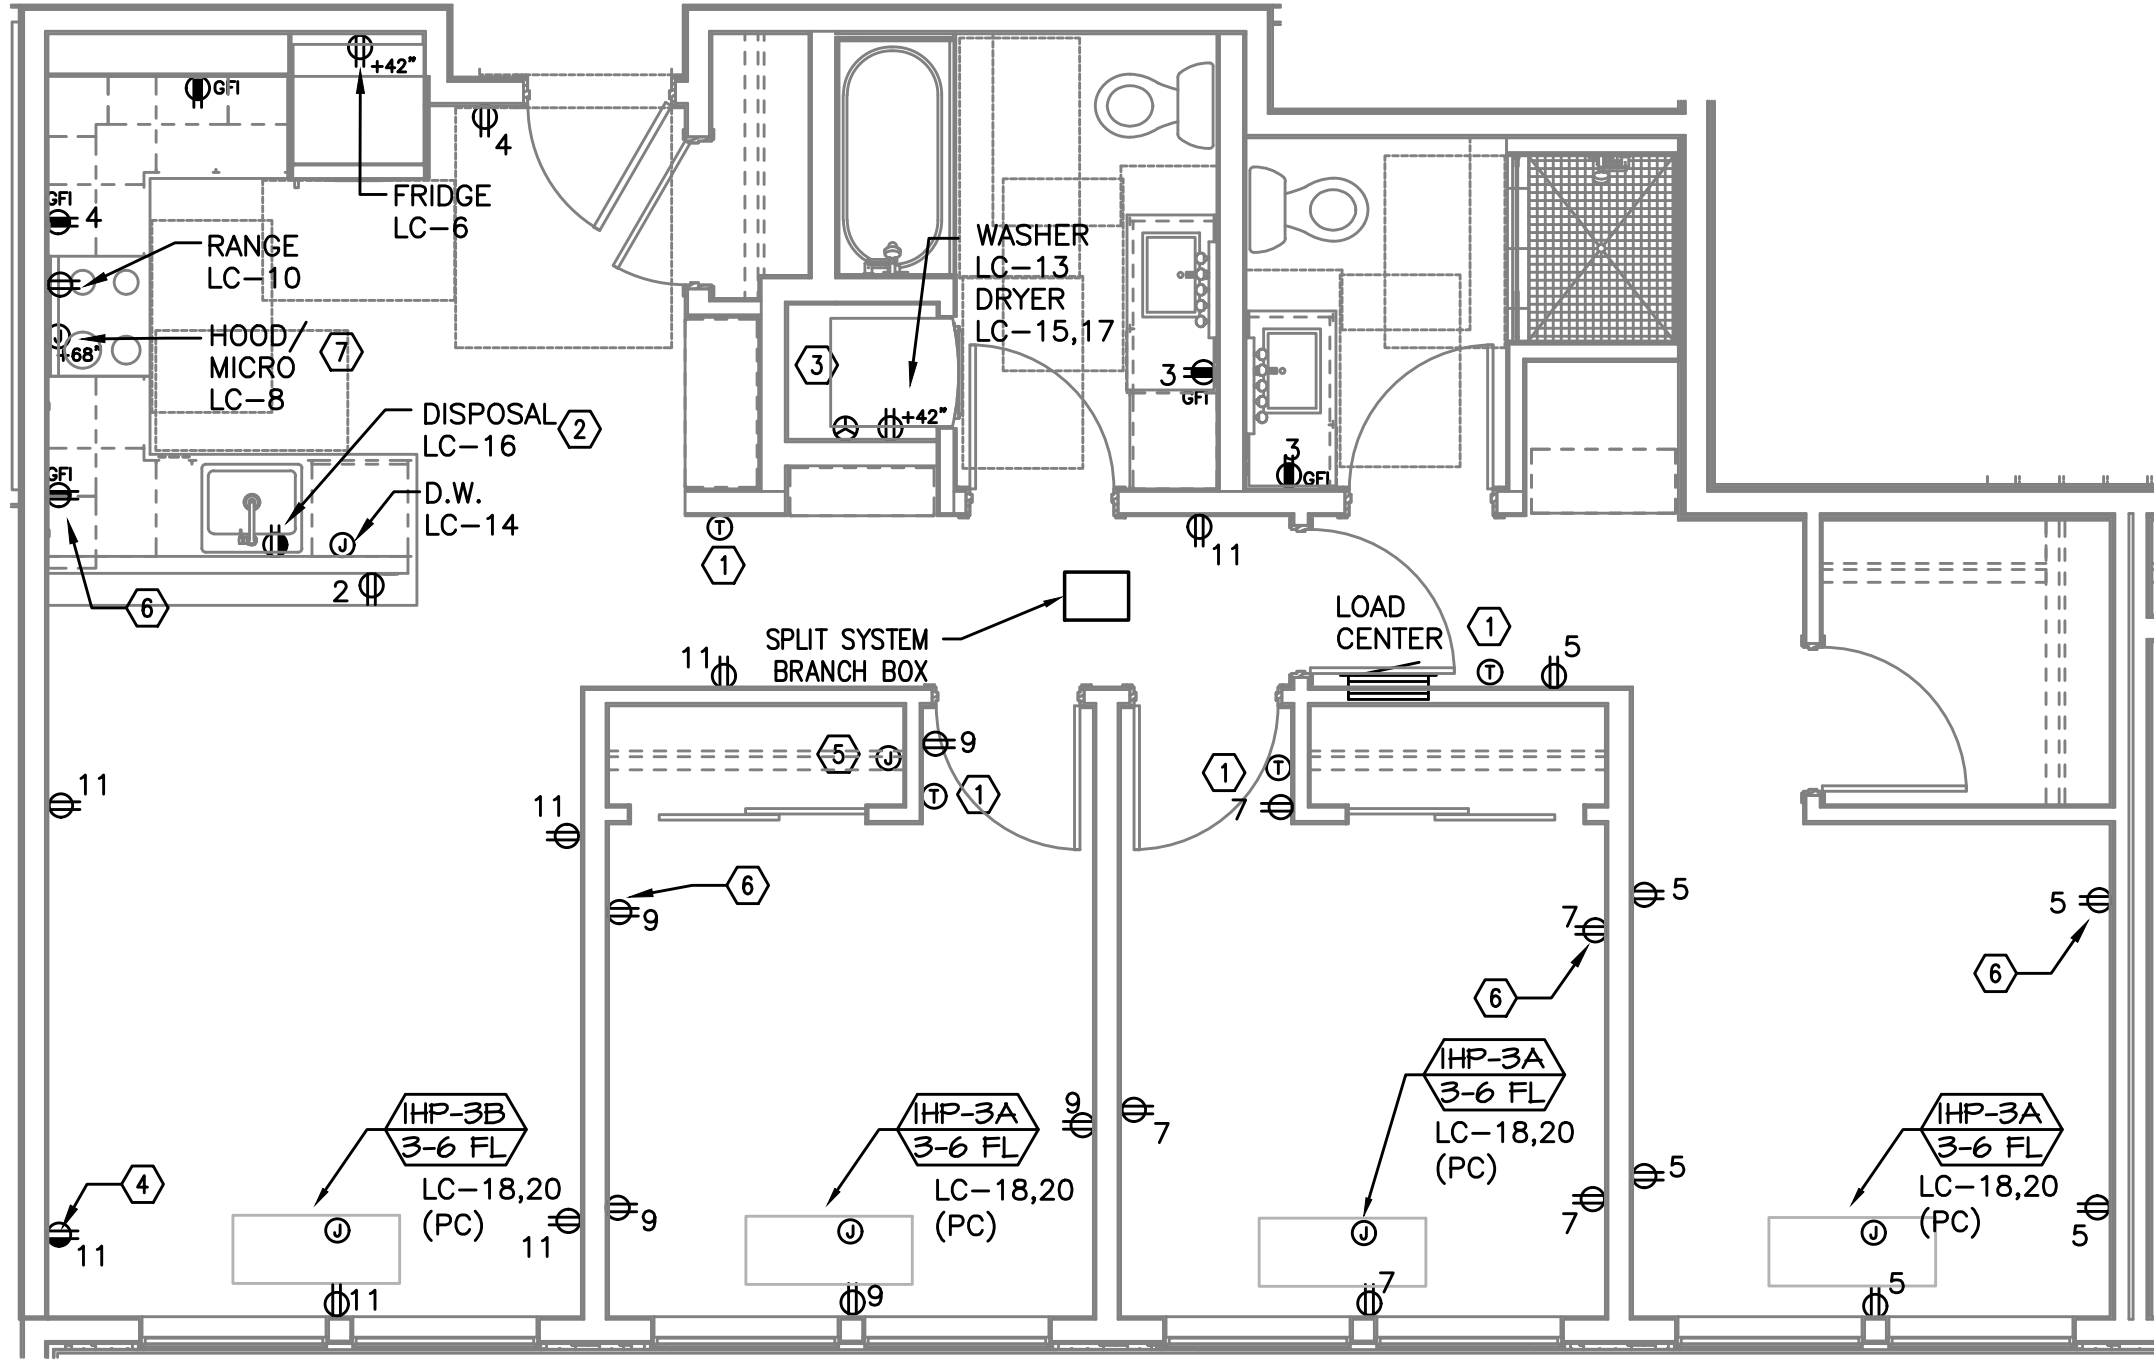 +42"
GFI
4
FRIDGE
LC-6
GFI
4
RANGE
LC-10
HOOD/
MICRO
LC-8
7
J
+68"
WASHER
LC-13
DRYER
LC-15,17
3
+42"
3
GFI
3
GFI
DISPOSAL
LC-16
2
GFI
D.W.
LC-14
J
2
6
T
1
11
SPLIT SYSTEM
BRANCH BOX
LOAD
CENTER
1
T
5
11
5
J
9
T
1
1
T
7
11
11
6
9
5
7
6
5
6
9
7
5
IHP-3B
3-6 FL
LC-18,20
(PC)
IHP-3A
3-6 FL
LC-18,20
(PC)
IHP-3A
3-6 FL
LC-18,20
(PC)
IHP-3A
3-6 FL
LC-18,20
(PC)
4
11
J
11
9
J
J
7
J
5
11
9
7
5